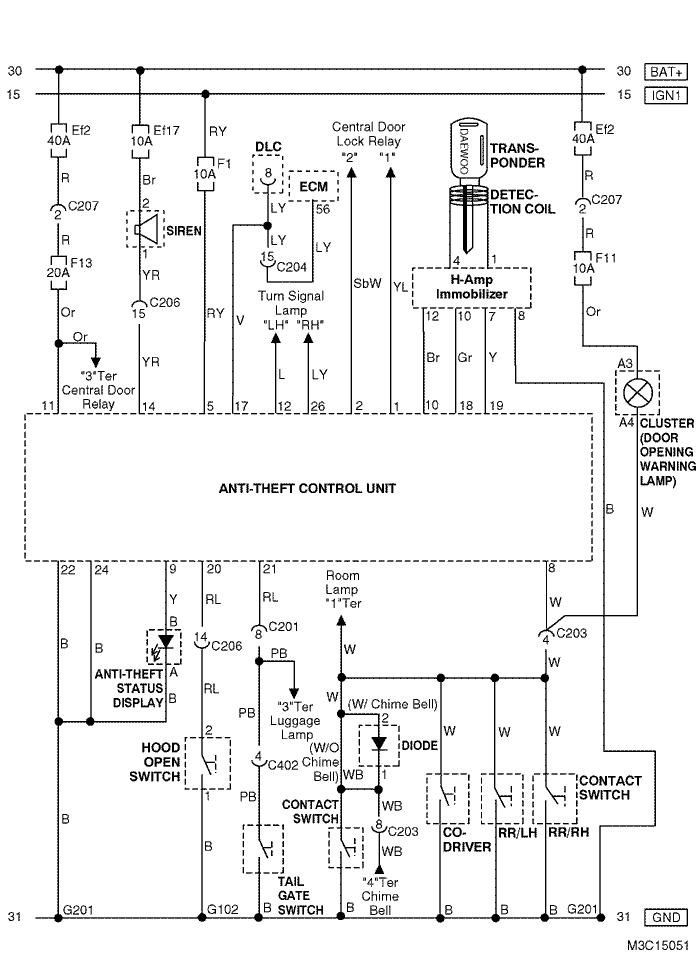 30
30
BAT+
15
15
IGN1
Ef2
40A
Ef17
10A
RY
F1
10A
DLC
8
ECM
56
Central Door
Lock Relay
"2" "1"
DAEWOO
TRANS-
PONDER
DETEC-
TION COIL
Ef2
40A
R
Br
R
C207
2
2
SIREN
1
LY
LY
LY
15
C204
C207
2
R
R
F13
20A
YR
C206
15
V
SbW
YL
4
1
H-Amp
Immobilizer
F11
10A
Turn Signal
Lamp
"LH" "RH"
12
10
7
8
Or
Or
Or
RY
"3"Ter
Central Door
Relay
YR
L
LY
Br
Gr
Y
A3
A4
CLUSTER
(DOOR
OPENING
WARNING
LAMP)
11
14
5
17
12
26
2
1
10
18
19
ANTI-THEFT CONTROL UNIT
B
W
22
24
9
20
21
8
Room
Lamp
"1"Ter
Y
RL
RL
W
B
B
B
14
C206
C201
8
4
C203
A
ANTI-THEFT
STATUS
DISPLAY
B
RL
PB
W
W
"3"Ter
Luggage
Lamp
W
(W/ Chime Bell)
2
HOOD
OPEN
SWITCH
2
PB
(W/O
Chime
Bell)
DIODE
W
W
W
1
4
C402
WB
1
B
PB
CONTACT
SWITCH
WB
8
C203
WB
CONTACT
SWITCH
CO-
DRIVER
RR/LH
RR/RH
B
TAIL
GATE
SWITCH
"4"Ter
Chime
Bell
31
G201
G102
B
B
B
B
B
G201
31
GND
M3C15051